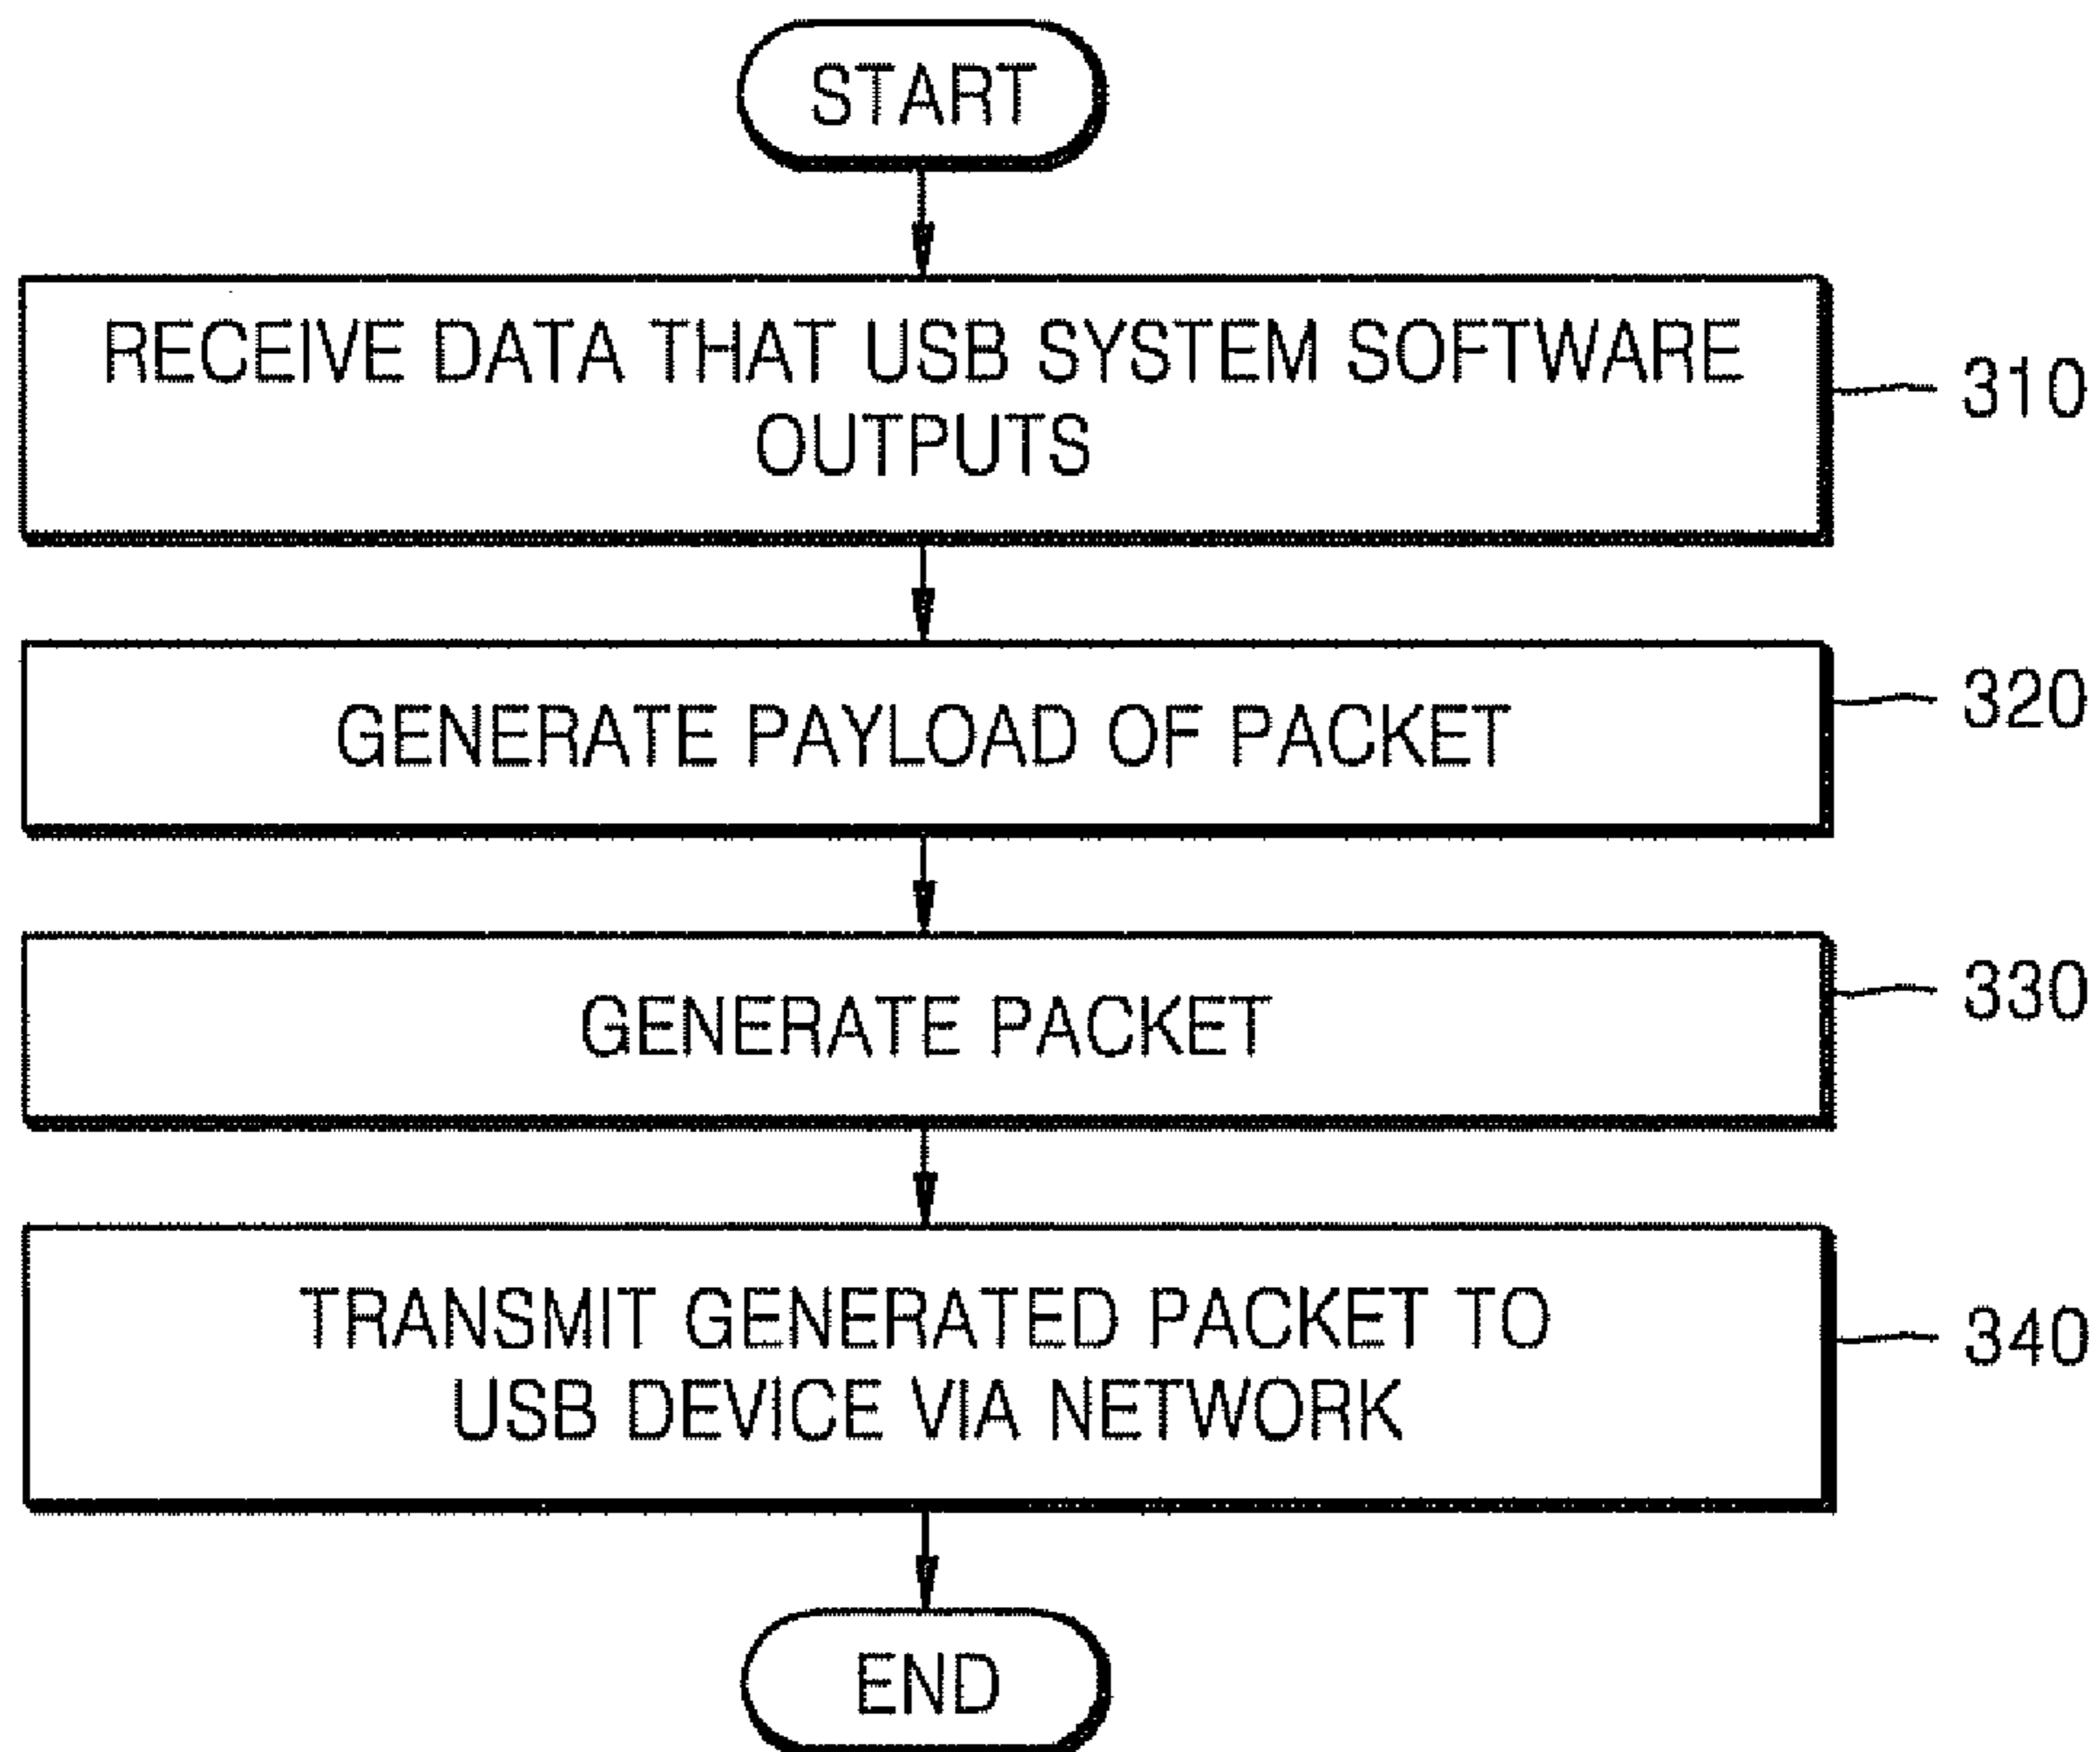 START
RECEIVE DATA THAT USB SYSTEM SOFTWARE
OUTPUTS
310
GENERATE PAYLOAD OF PACKET
320
GENERATE PACKET
330
TRANSMIT GENERATED PACKET TO
USB DEVICE VIA NETWORK
340
END